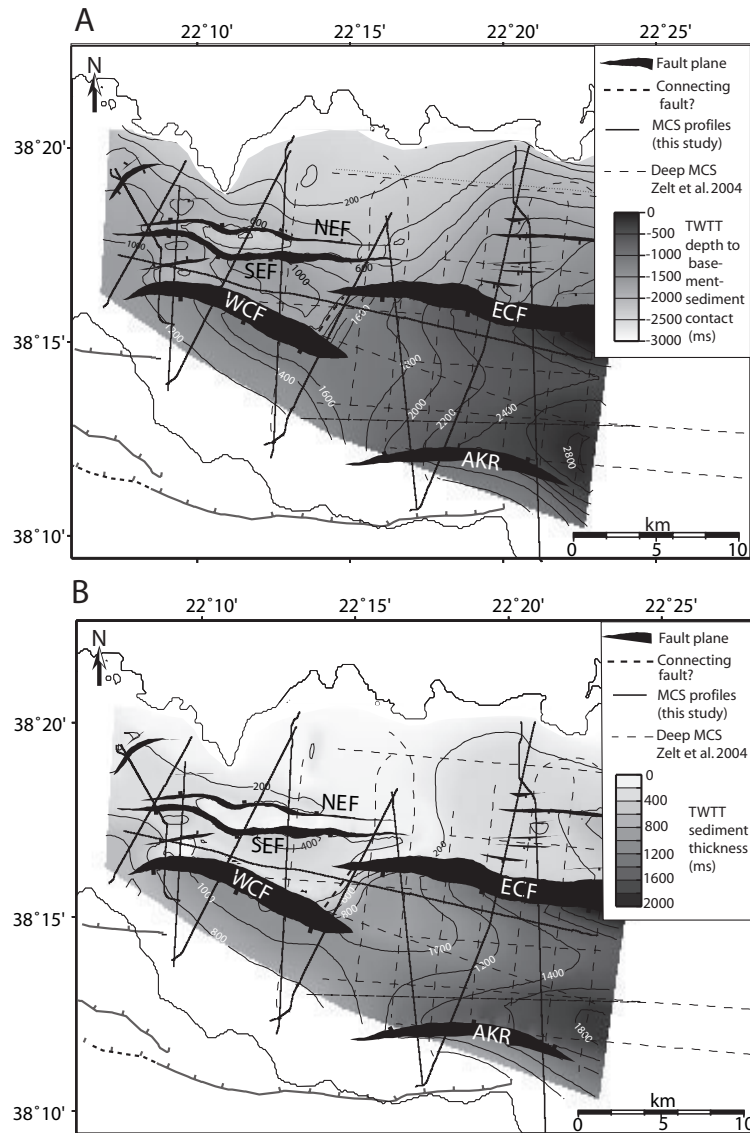 A
22°10'
22°15'
22°20'
22°25'
N
Fault plane
Connecting
fault?
MCS profiles
(this study)
Deep MCS
Zelt et al. 2004
0
-500
-1000
-1500
-2000
-2500
-3000
TWTT
depth to
base-
ment-
sediment
contact
(ms)
38°20'
38°15'
38°10'
200
600
NEF
1000
SEF
600
1000
WCF
1600
ECF
1200
1400
1600
2000
2200
2400
2800
AKR
km
0
5
10
B
22°10'
22°15'
22°20'
22°25'
N
Fault plane
Connecting
fault?
MCS profiles
(this study)
Deep MCS
Zelt et al. 2004
0
400
800
1200
1600
2000
TWTT
sediment
thickness
(ms)
38°20'
38°15'
38°10'
200
NEF
SEF
400
200
WCF
ECF
800
800
1200
1400
1800
AKR
km
0
5
10